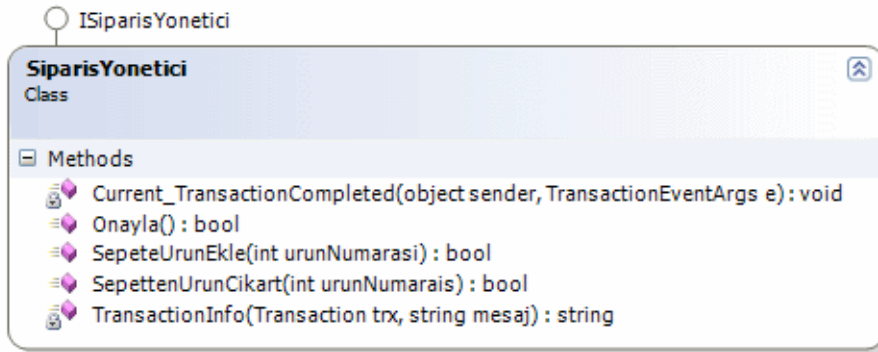 ISiparisYonetici
SiparisYonetici
Class
Methods
Current_TransactionCompleted(object sender, TransactionEventArgs e) : void
Onayla() : bool
SepeteUrunEkle(int urunNumarasi) : bool
SepettenUrunCikart(int urunNumarais) : bool
TransactionInfo(Transaction trx, string mesaj) : string